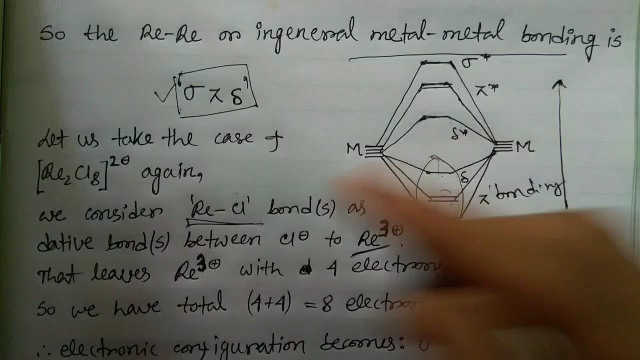 So the Re-Re or ingeneral metal-metal bonding is
'σ π δ'
σ*
π*
δ*
M M
δ
π bonding
Let us take the case of
[Re₂Cl₈]²⊖ again,
we consider 'Re-Cl' bond(s) as
dative bond(s) between Cl⊖ to Re³⊕.
That leaves Re³⊕ with d 4
So we have total (4+4) = 8
∴ electronic configuration becomes: